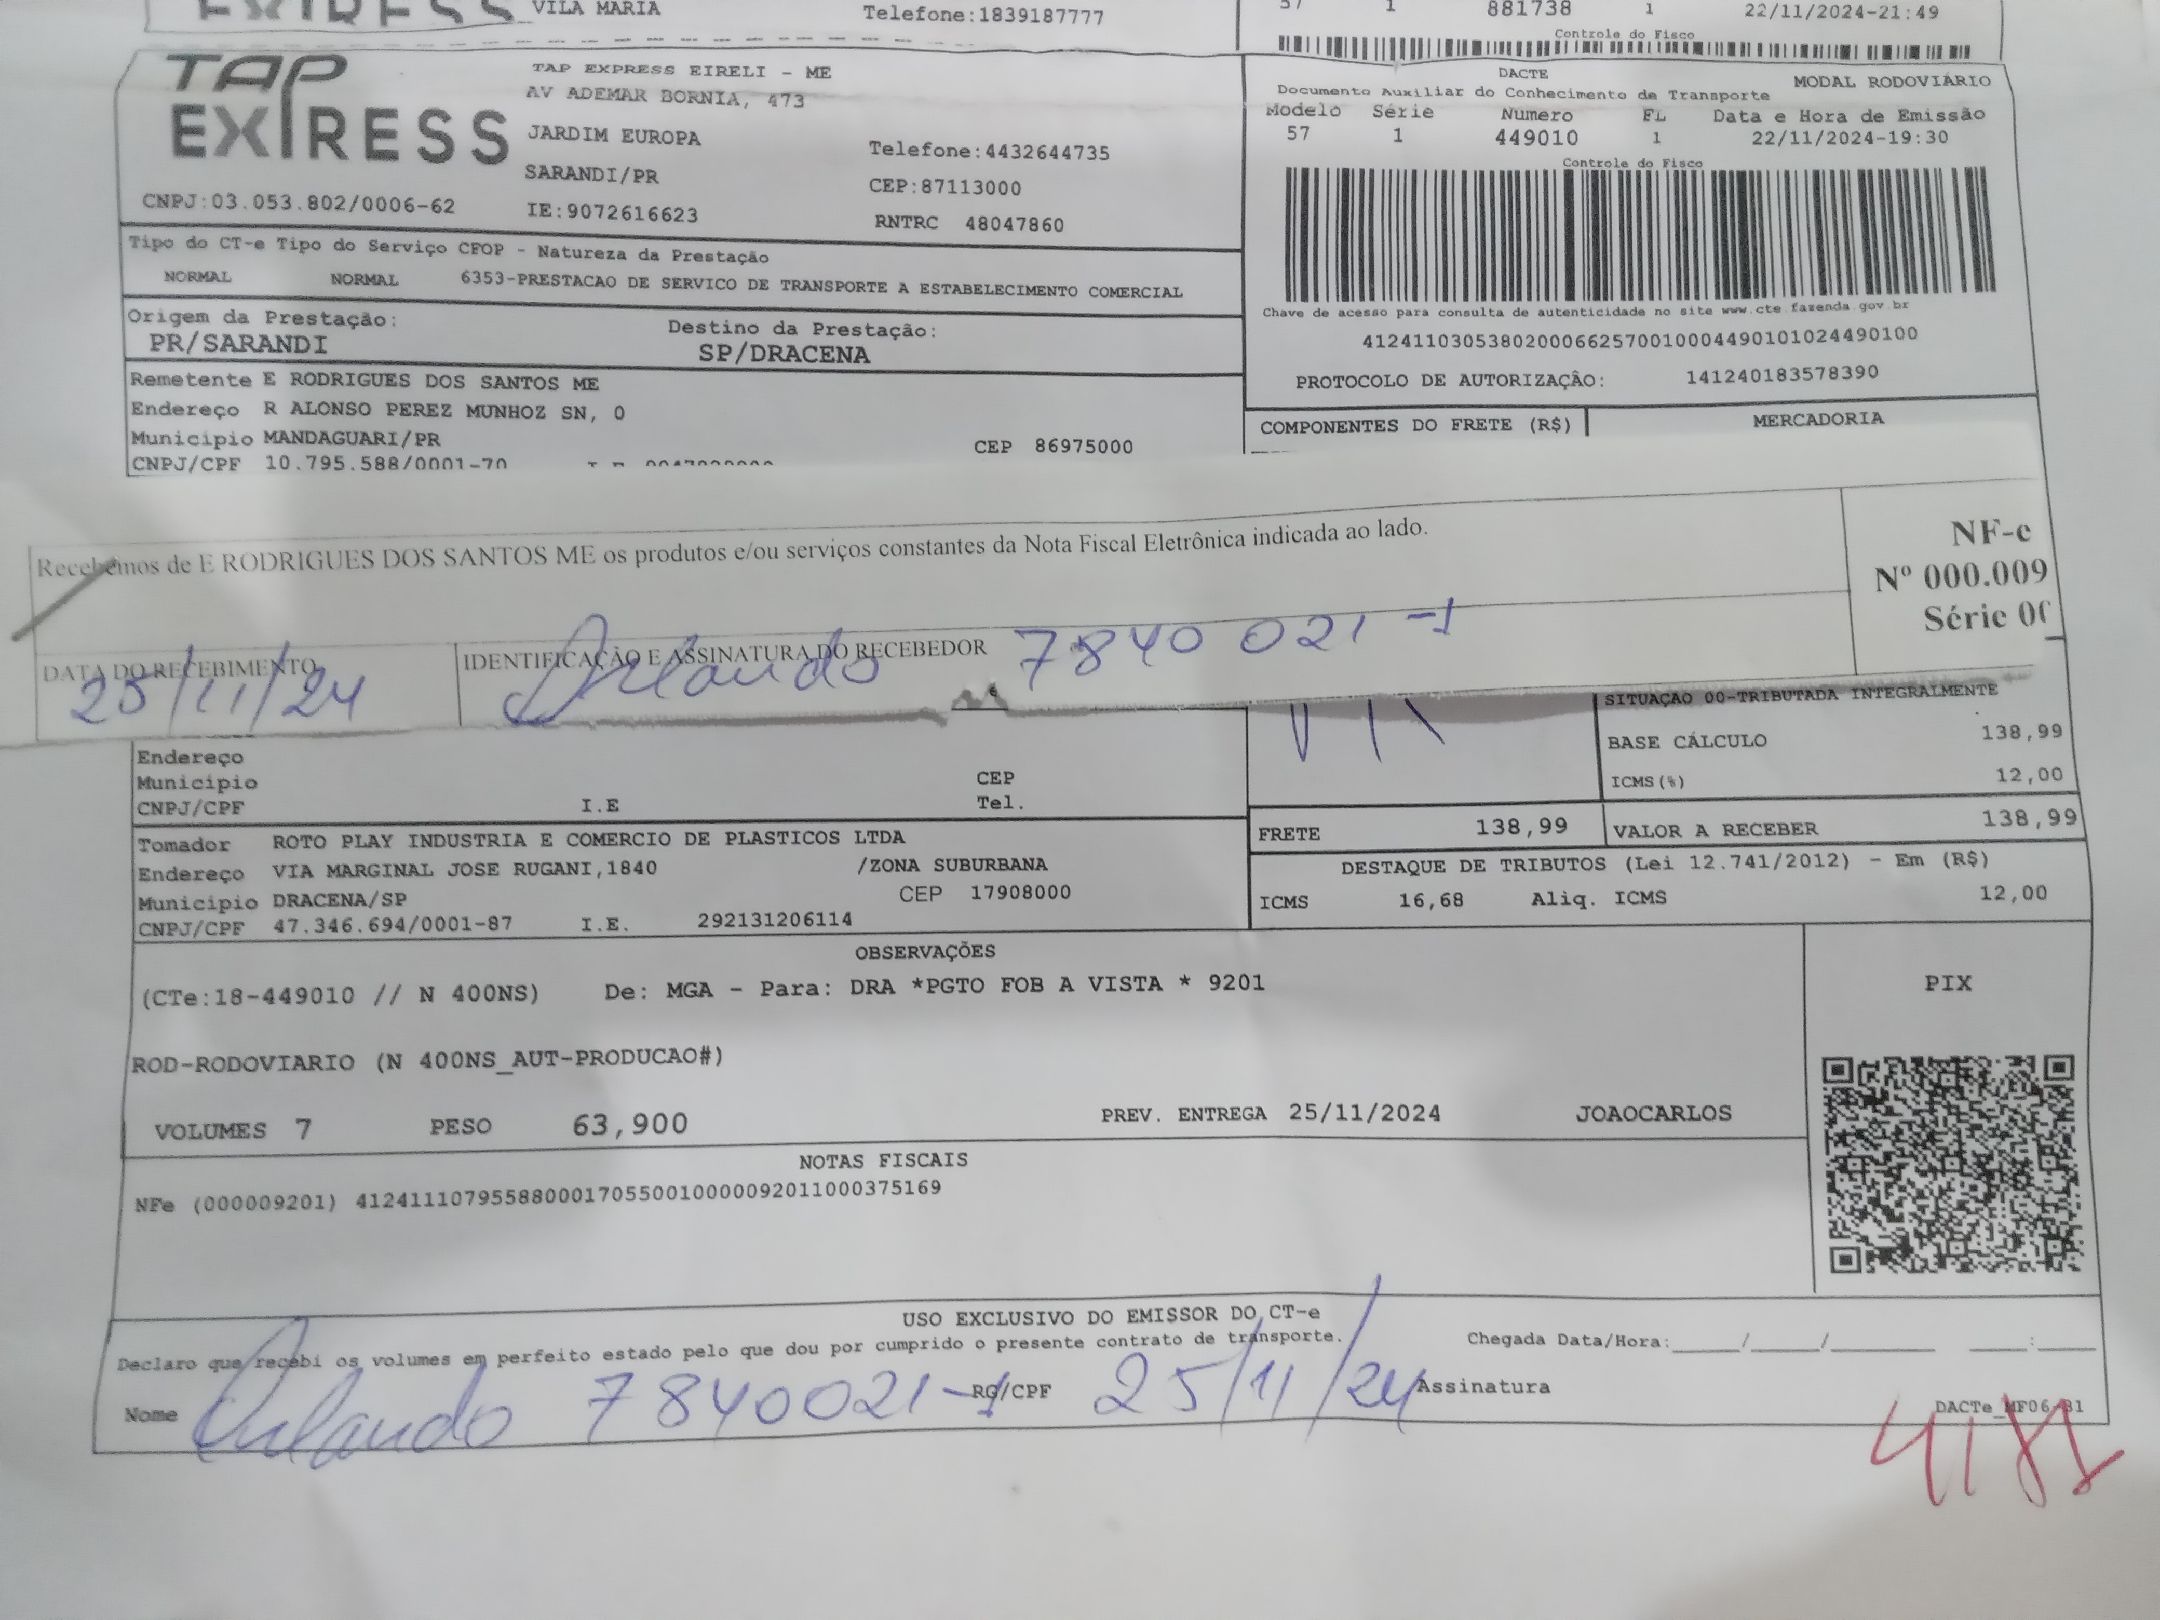 VILA MARIA Telefone:1839187777
57 1 881738 1 22/11/2024-21:49
Controle do Fisco
TAP EXPRESS
TAP EXPRESS EIRELI - ME
AV ADEMAR BORNIA, 473
JARDIM EUROPA Telefone:4432644735
SARANDI/PR CEP:87113000
CNPJ:03.053.802/0006-62 IE:9072616623 RNTRC 48047860
DACTE MODAL RODOVIÁRIO
Documento Auxiliar do Conhecimento de Transporte
Modelo Série Numero FL Data e Hora de Emissão
57 1 449010 1 22/11/2024-19:30
Controle do Fisco
Chave de acesso para consulta de autenticidade no site www.cte.fazenda.gov.br
41241103053802000662570010004490101024490100
PROTOCOLO DE AUTORIZAÇÂO: 141240183578390
Tipo do CT-e Tipo do Serviço CFOP - Natureza da Prestação
NORMAL NORMAL 6353-PRESTACAO DE SERVICO DE TRANSPORTE A ESTABELECIMENTO COMERCIAL
Origem da Prestação: Destino da Prestação:
PR/SARANDI SP/DRACENA
Remetente E RODRIGUES DOS SANTOS ME
Endereço R ALONSO PEREZ MUNHOZ SN, 0
Municipio MANDAGUARI/PR CEP 86975000
CNPJ/CPF 10.795.588/0001-70
COMPONENTES DO FRETE (R$) MERCADORIA
Recebemos de E RODRIGUES DOS SANTOS ME os produtos e/ou serviços constantes da Nota Fiscal Eletrônica indicada ao lado.
NF-e
Nº 000.009
Série 00
DATA DO RECEBIMENTO IDENTIFICAÇÃO E ASSINATURA DO RECEBEDOR
25/11/24 Orlando 7840021-1
SITUAÇAO 00-TRIBUTADA INTEGRALMENTE
BASE CÁLCULO 138,99
ICMS(%) 12,00
Endereço
Municipio CEP
CNPJ/CPF I.E Tel.
FRETE 138,99 VALOR A RECEBER 138,99
DESTAQUE DE TRIBUTOS (Lei 12.741/2012) - Em (R$)
ICMS 16,68 Aliq. ICMS 12,00
Tomador ROTO PLAY INDUSTRIA E COMERCIO DE PLASTICOS LTDA
Endereço VIA MARGINAL JOSE RUGANI,1840 /ZONA SUBURBANA
Municipio DRACENA/SP CEP 17908000
CNPJ/CPF 47.346.694/0001-87 I.E. 292131206114
OBSERVAÇÕES
(CTe:18-449010 // N 400NS) De: MGA - Para: DRA *PGTO FOB A VISTA * 9201
PIX
ROD-RODOVIARIO (N 400NS_AUT-PRODUCAO#)
VOLUMES 7 PESO 63,900 PREV. ENTREGA 25/11/2024 JOAOCARLOS
NOTAS FISCAIS
NFe (000009201) 41241110795588000170550010000092011000375169
USO EXCLUSIVO DO EMISSOR DO CT-e
Declaro que recebi os volumes em perfeito estado pelo que dou por cumprido o presente contrato de transporte. Chegada Data/Hora:
Nome Orlando 7840021-1 RG/CPF 25/11/24 Assinatura